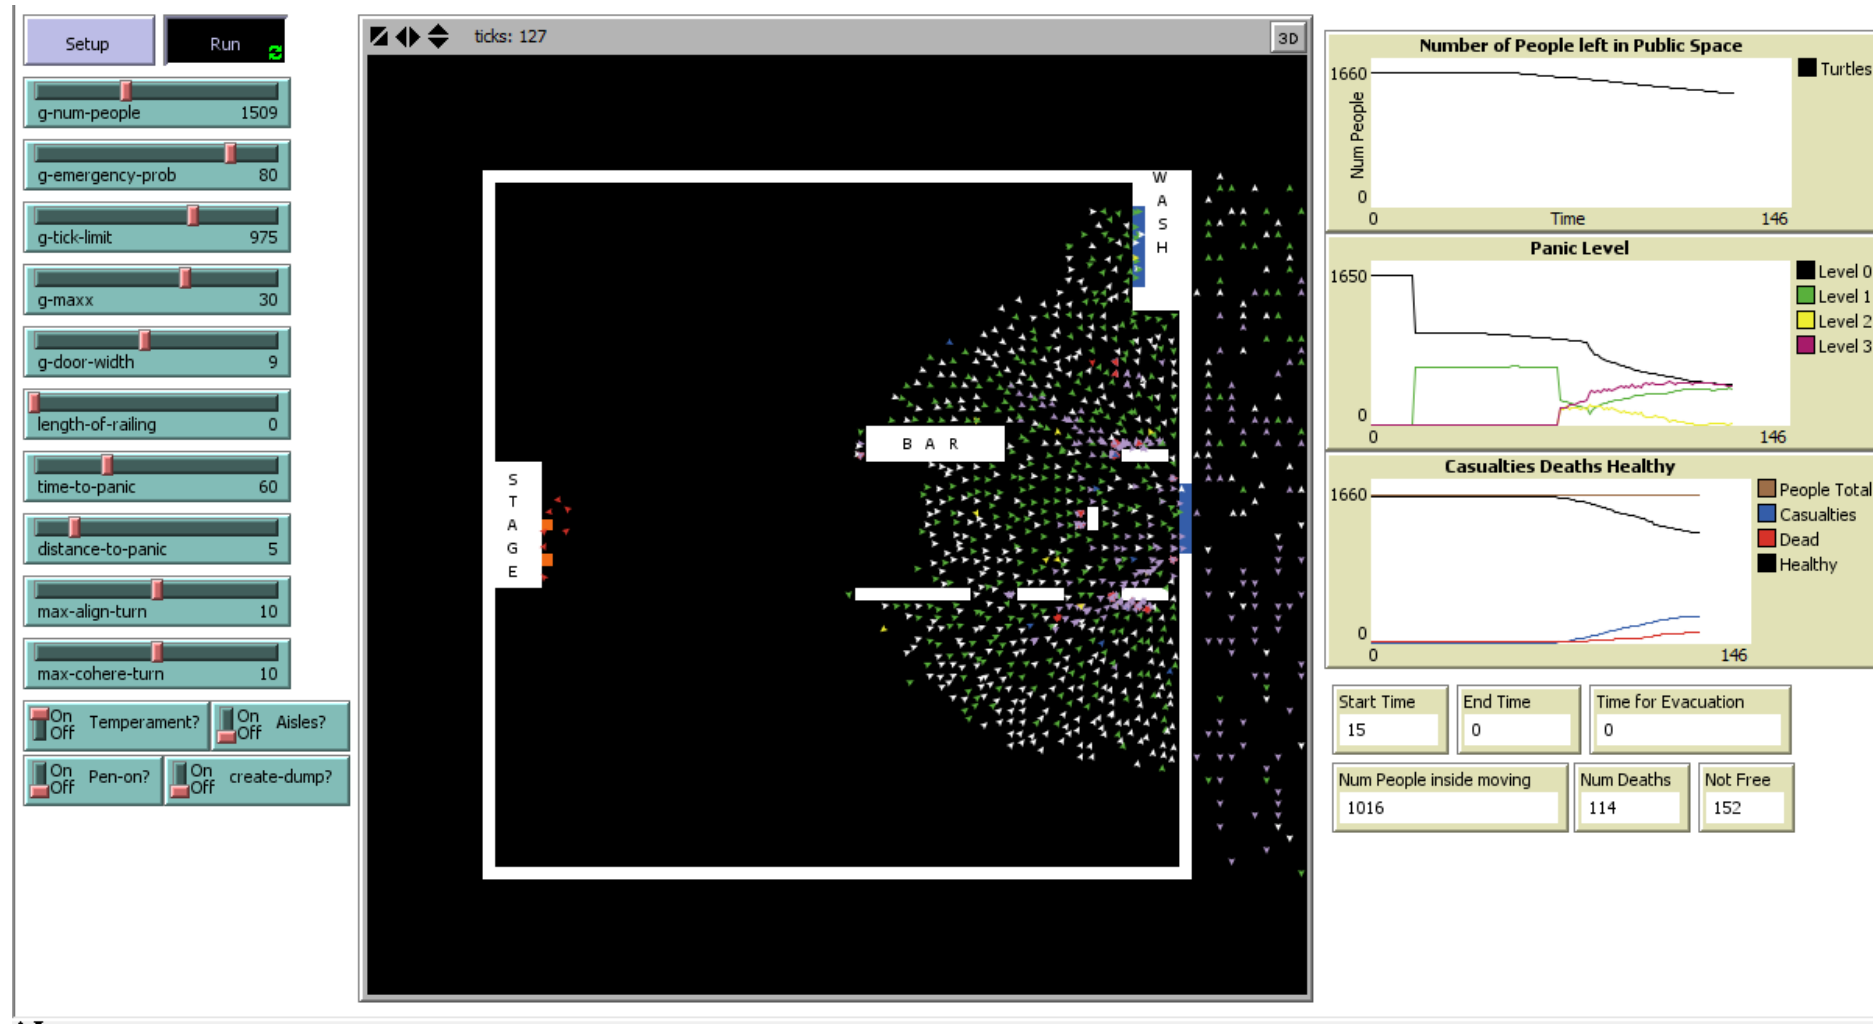 Setup
Run
g-num-people 1509
g-emergency-prob 80
g-tick-limit 975
g-maxx 30
g-door-width 9
length-of-railing 0
time-to-panic 60
distance-to-panic 5
max-align-turn 10
max-cohere-turn 10
On Off Temperament?
On Off Aisles?
On Off Pen-on?
On Off create-dump?
ticks: 127
3D
WASH
BAR
STAGE
Number of People left in Public Space
1660
Num People
0
0 Time 146
Turtles
Panic Level
1650
0
0 146
Level 0
Level 1
Level 2
Level 3
Casualties Deaths Healthy
1660
0
0 146
People Total
Casualties
Dead
Healthy
Start Time
15
End Time
0
Time for Evacuation
0
Num People inside moving
1016
Num Deaths
114
Not Free
152